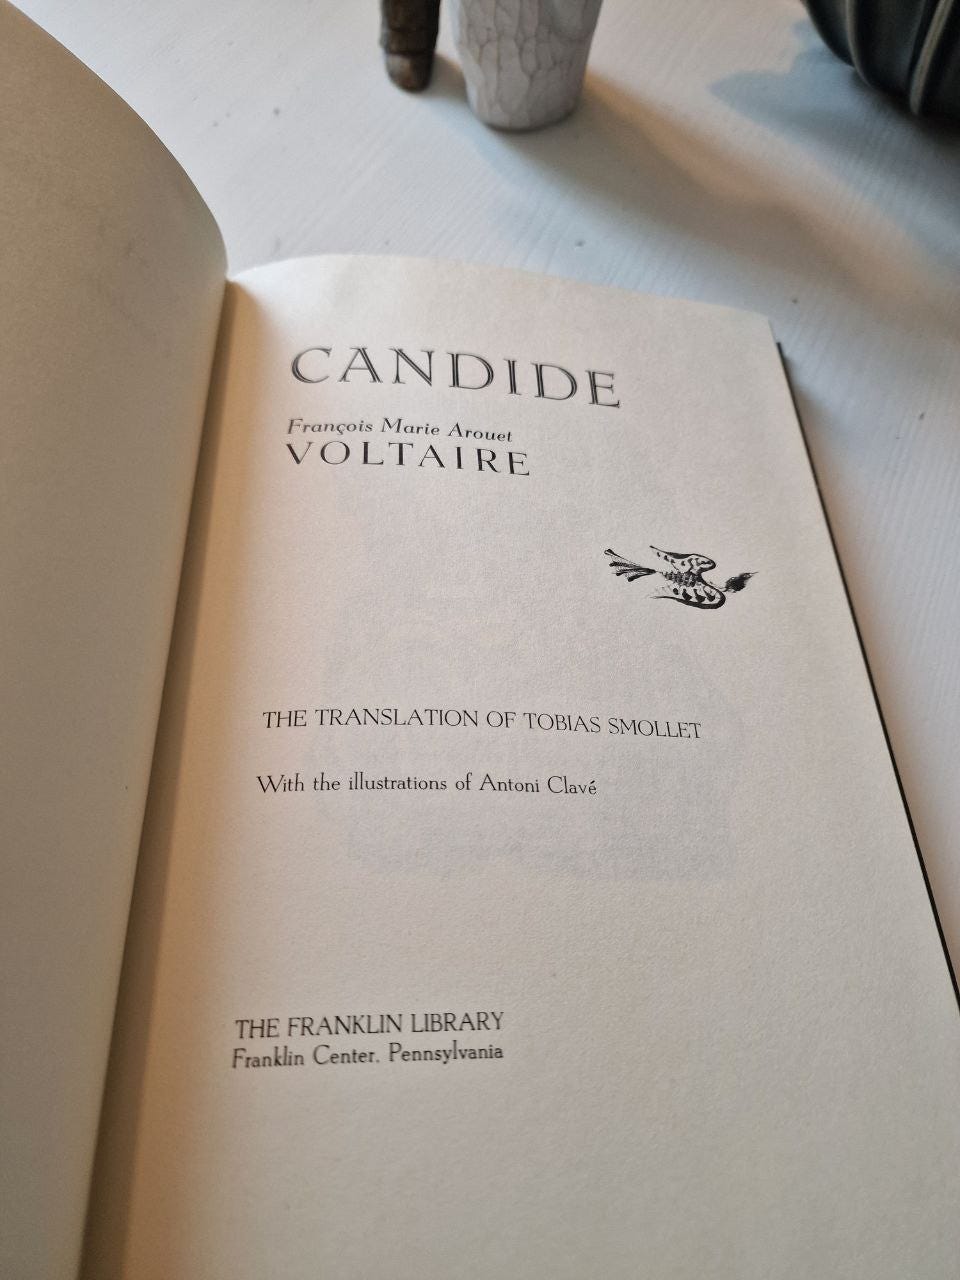 CANDIDE
François Marie Arouet
VOLTAIRE
THE TRANSLATION OF TOBIAS SMOLLET
With the illustrations of Antoni Clavé
THE FRANKLIN LIBRARY
Franklin Center, Pennsylvania